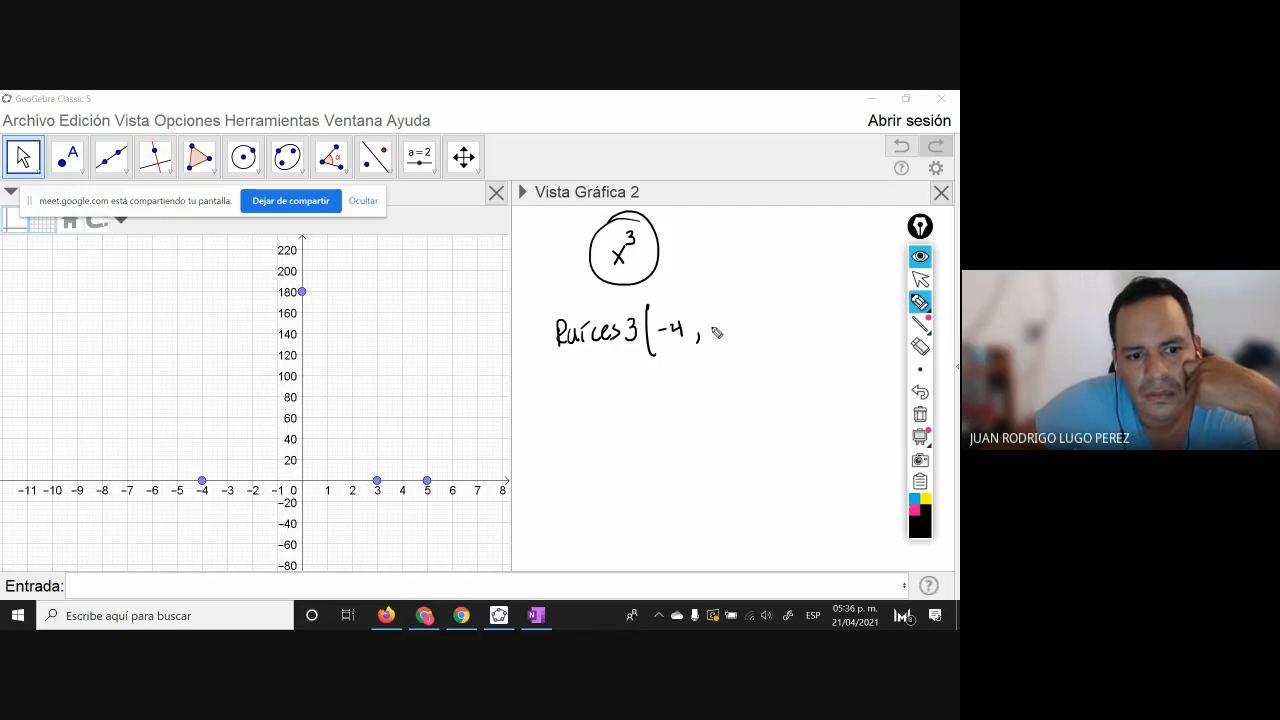 GeoGebra Classic 5
Archivo Edición Vista Opciones Herramientas Ventana Ayuda
Abrir sesión
A
α
a = 2
meet.google.com está compartiendo tu pantalla.
Dejar de compartir
Ocultar
Vista Gráfica 2
220
200
180
160
140
120
100
80
60
40
20
−11 −10 −9 −8 −7 −6 −5 −4 −3 −2 −1 0 1 2 3 4 5 6 7 8
−20
−40
−60
−80
x³
Raíces 3 ( -4 ,
JUAN RODRIGO LUGO PEREZ
Entrada:
Escribe aquí para buscar
ESP
05:36 p. m.
21/04/2021